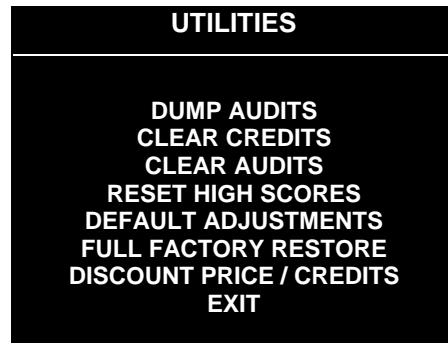 UTILITIES
DUMP AUDITS
CLEAR CREDITS
CLEAR AUDITS
RESET HIGH SCORES
DEFAULT ADJUSTMENTS
FULL FACTORY RESTORE
DISCOUNT PRICE / CREDITS
EXIT